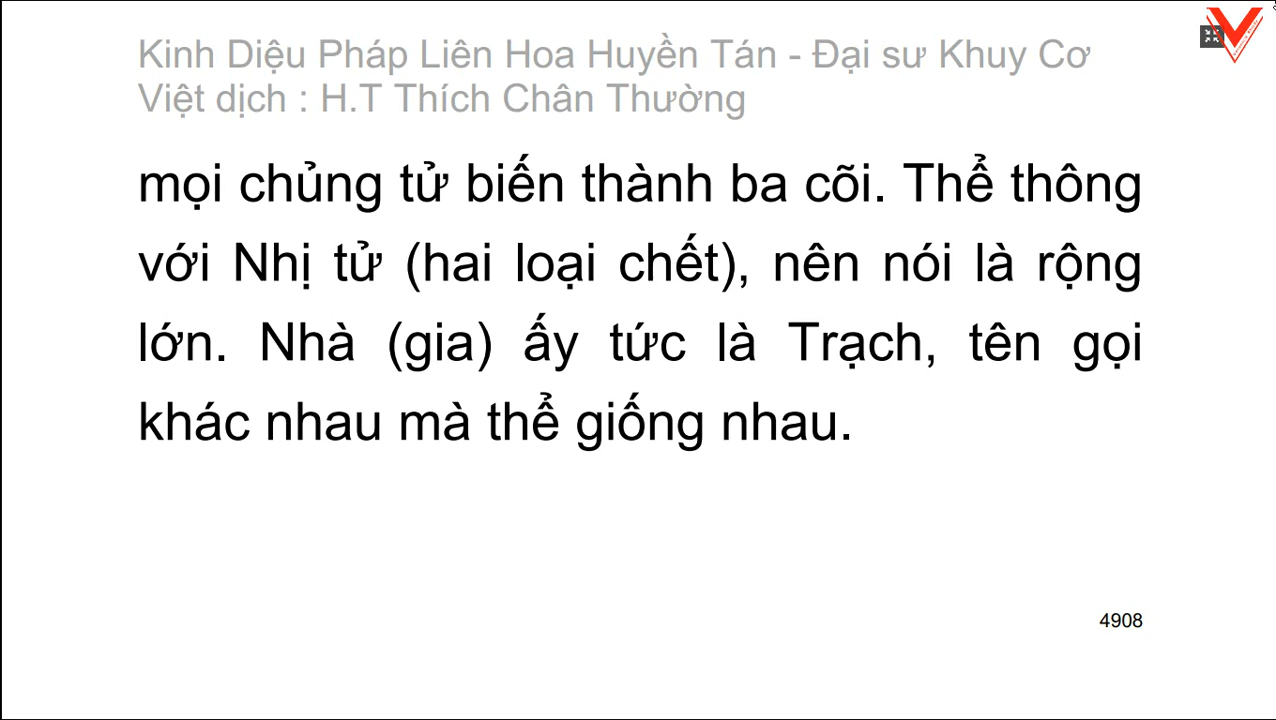 Kinh Diệu Pháp Liên Hoa Huyền Tán - Đại sư Khuy Cơ
Việt dịch : H.T Thích Chân Thường
mọi chủng tử biến thành ba cõi. Thể thông
với Nhị tử (hai loại chết), nên nói là rộng
lớn. Nhà (gia) ấy tức là Trạch, tên gọi
khác nhau mà thể giống nhau.
4908